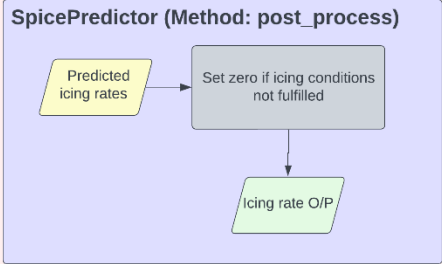 SpicePredictor (Method: post_process)
Predicted
icing rates
Set zero if icing conditions
not fulfilled
Icing rate O/P